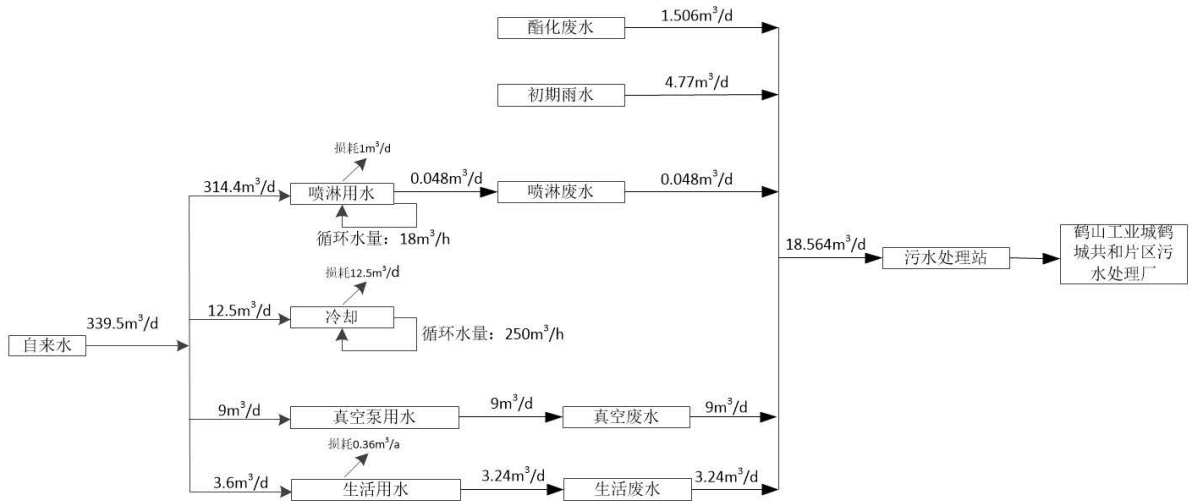 酯化废水
1.506m³/d
初期雨水
4.77m³/d
损耗1m³/d
314.4m³/d
喷淋用水
0.048m³/d
喷淋废水
0.048m³/d
循环水量：18m³/h
18.564m³/d
污水处理站
鹤山工业城鹤
城共和片区污
水处理厂
损耗12.5m³/d
12.5m³/d
冷却
循环水量：250m³/h
自来水
339.5m³/d
9m³/d
真空泵用水
9m³/d
真空废水
9m³/d
损耗0.36m³/a
3.6m³/d
生活用水
3.24m³/d
生活废水
3.24m³/d